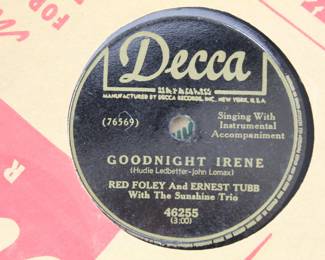 FOR
Decca
MANUFACTURED BY DECCA RECORDS, INC., NEW YORK, U.S.A.
(76569)
Singing With
Instrumental
Accompaniment
GOODNIGHT IRENE
(Hudie Ledbetter-John Lomax)
RED FOLEY And ERNEST TUBB
With The Sunshine Trio
46255
(3:00)
R